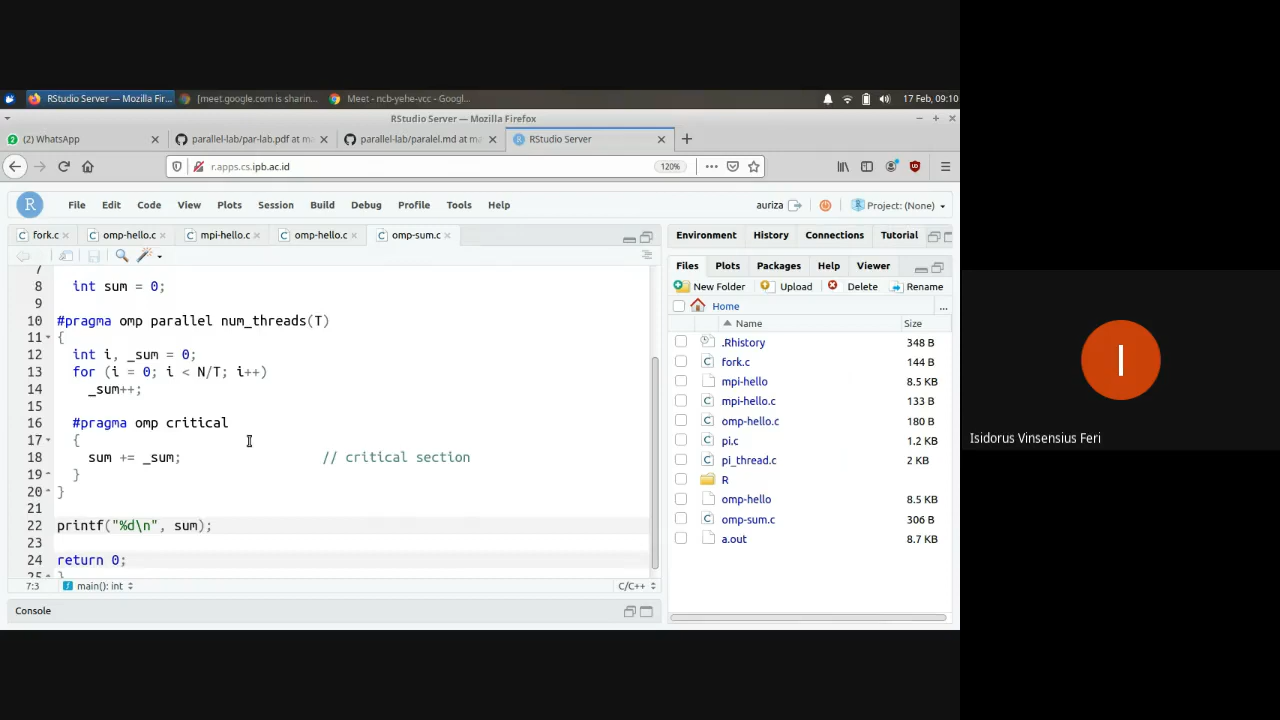 RStudio Server — Mozilla Fir...
[meet.google.com is sharin...
Meet - ncb-yehe-vcc - Googl...
17 Feb, 09:10
RStudio Server — Mozilla Firefox
(2) WhatsApp
parallel-lab/par-lab.pdf at ma
parallel-lab/paralel.md at ma
RStudio Server
r.apps.cs.ipb.ac.id
120%
R
File Edit Code View Plots Session Build Debug Profile Tools Help
auriza
Project: (None)
fork.c
omp-hello.c
mpi-hello.c
omp-hello.c
omp-sum.c
7
8 int sum = 0;
9
10 #pragma omp parallel num_threads(T)
11 {
12 int i, _sum = 0;
13 for (i = 0; i < N/T; i++)
14 _sum++;
15
16 #pragma omp critical
17 {
18 sum += _sum; // critical section
19 }
20 }
21
22 printf("%d\n", sum);
23
24 return 0;
25 }
7:3 main(): int C/C++
Console
Environment History Connections Tutorial
Files Plots Packages Help Viewer
New Folder Upload Delete Rename
Home ...
Name Size
.Rhistory 348 B
fork.c 144 B
mpi-hello 8.5 KB
mpi-hello.c 133 B
omp-hello.c 180 B
pi.c 1.2 KB
pi_thread.c 2 KB
R
omp-hello 8.5 KB
omp-sum.c 306 B
a.out 8.7 KB
I
Isidorus Vinsensius Feri